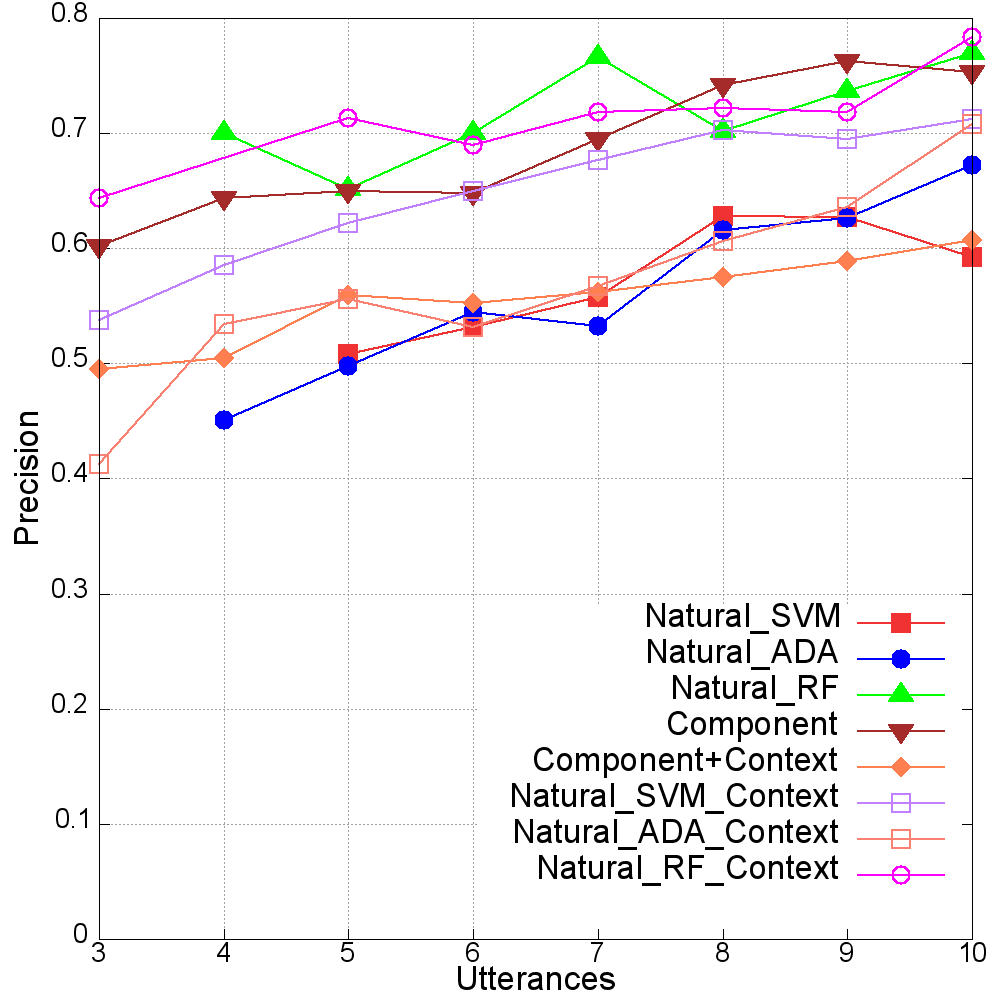 0.8
0.7
0.6
0.5
0.4
0.3
0.2
0.1
0
Precision
3 4 5 6 7 8 9 10
Utterances
Natural_SVM
Natural_ADA
Natural_RF
Component
Component+Context
Natural_SVM_Context
Natural_ADA_Context
Natural_RF_Context